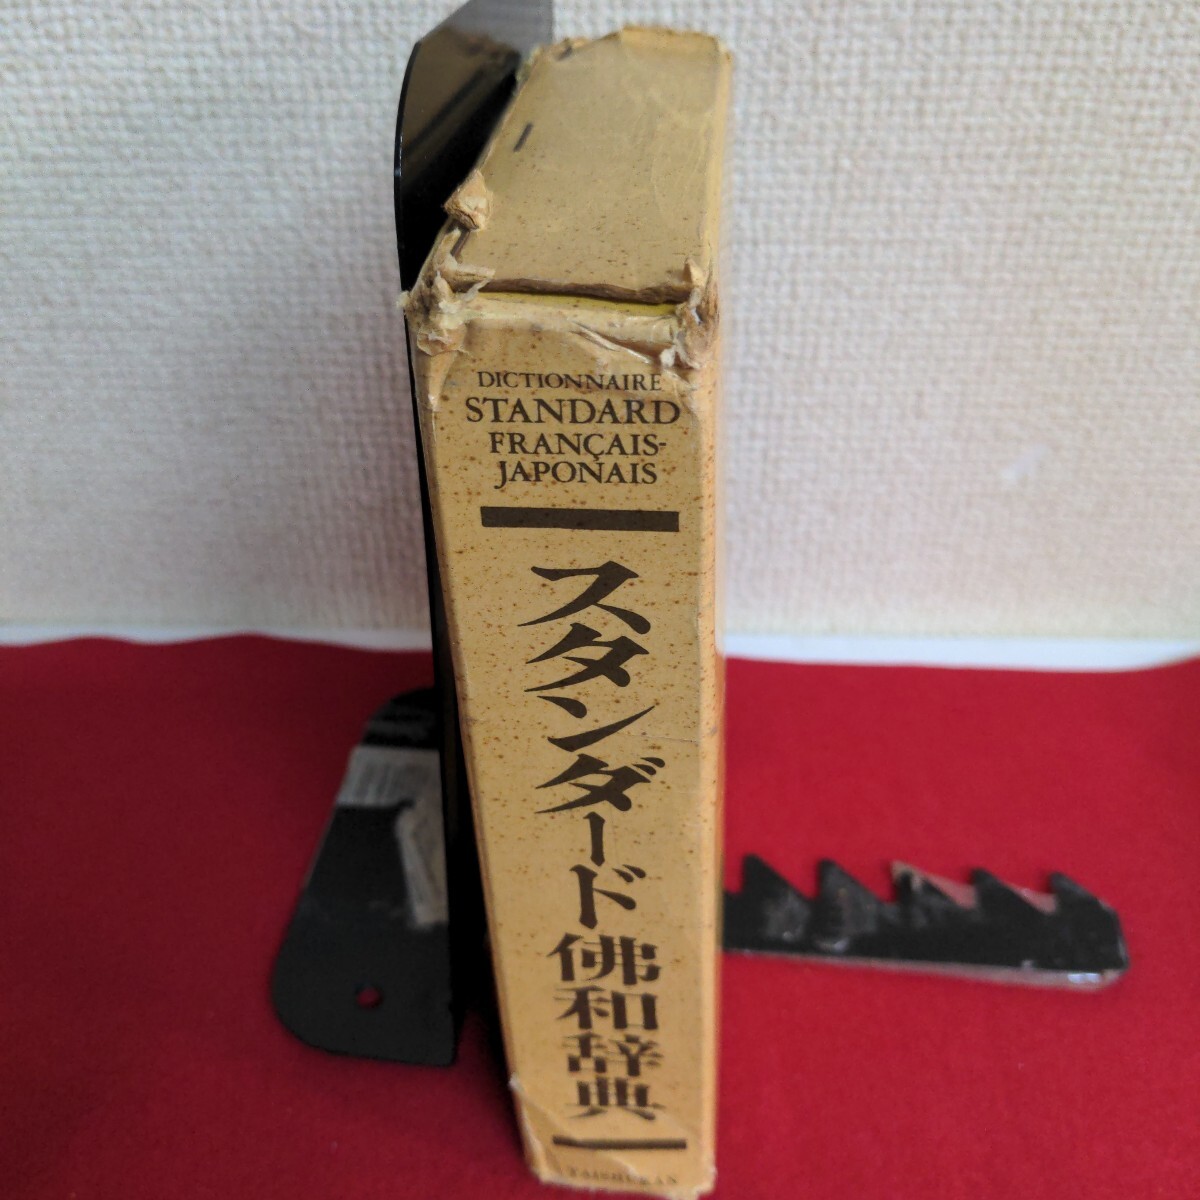 DICTIONNAIRE
STANDARD
FRANÇAIS-
JAPONAIS
スタンダード佛和辞典
TAISHUKAN